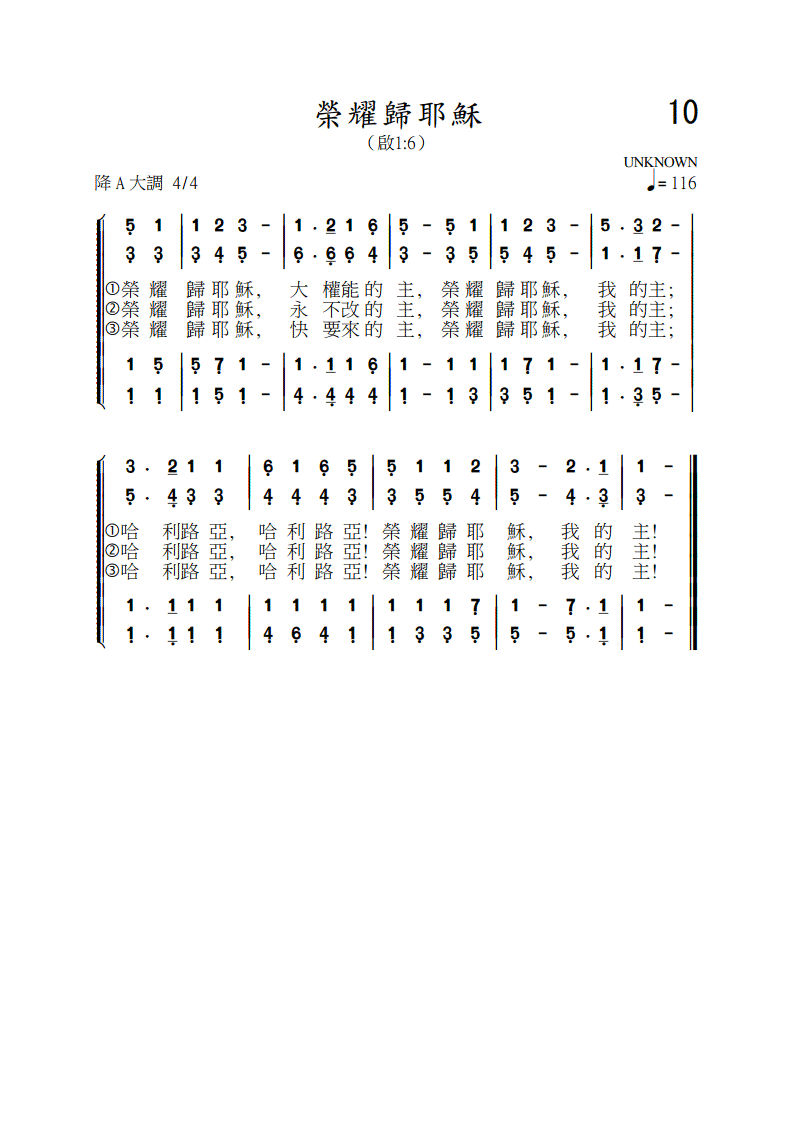 榮耀歸耶穌
10
（啟1:6）
UNKNOWN
降 A 大調 4/4
♩= 116
5̣ 1 | 1 2 3 - | 1 . 2 1 6̣ | 5̣ - 5̣ 1 | 1 2 3 - | 5 . 3 2 - |
3̣ 3̣ | 3̣ 4̣ 5̣ - | 6̣ . 6̣ 6̣ 4̣ | 3̣ - 3̣ 5̣ | 5̣ 4̣ 5̣ - | 1 . 1 7̣ - |
①榮 耀 歸 耶 穌， 大 權能 的 主， 榮 耀 歸 耶 穌， 我 的主；
②榮 耀 歸 耶 穌， 永 不改 的 主， 榮 耀 歸 耶 穌， 我 的主；
③榮 耀 歸 耶 穌， 快 要來 的 主， 榮 耀 歸 耶 穌， 我 的主；
1 5̣ | 5̣ 7̣ 1 - | 1 . 1 1 6̣ | 1 - 1 1 | 1 7̣ 1 - | 1 . 1 7̣ - |
1̣ 1̣ | 1̣ 5̣ 1̣ - | 4̣ . 4̣ 4̣ 4̣ | 1̣ - 1̣ 3̣ | 3̣ 5̣ 1̣ - | 1̣ . 3̣ 5̣ - |
3 . 2 1 1 | 6̣ 1 6̣ 5̣ | 5̣ 1 1 2 | 3 - 2 . 1 | 1 - ‖
5̣ . 4̣ 3̣ 3̣ | 4̣ 4̣ 4̣ 3̣ | 3̣ 5̣ 5̣ 4̣ | 5̣ - 4̣ . 3̣ | 3̣ - ‖
①哈 利路 亞， 哈 利 路 亞！ 榮 耀 歸 耶 穌， 我 的 主！
②哈 利路 亞， 哈 利 路 亞！ 榮 耀 歸 耶 穌， 我 的 主！
③哈 利路 亞， 哈 利 路 亞！ 榮 耀 歸 耶 穌， 我 的 主！
1 . 1 1 1 | 1 1 1 1 | 1 1 1 7̣ | 1 - 7̣ . 1 | 1 - ‖
1̣ . 1̣ 1̣ 1̣ | 4̣ 6̣ 4̣ 1̣ | 1̣ 3̣ 3̣ 5̣ | 5̣ - 5̣ . 1̣ | 1̣ - ‖